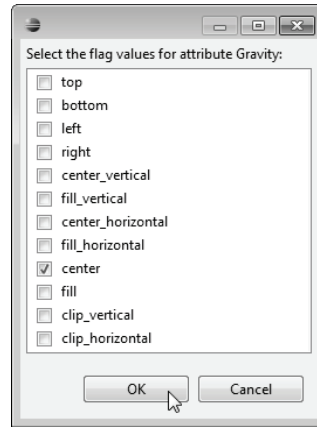 Select the flag values for attribute Gravity:
top
bottom
left
right
center_vertical
fill_vertical
center_horizontal
fill_horizontal
center
fill
clip_vertical
clip_horizontal
OK
Cancel